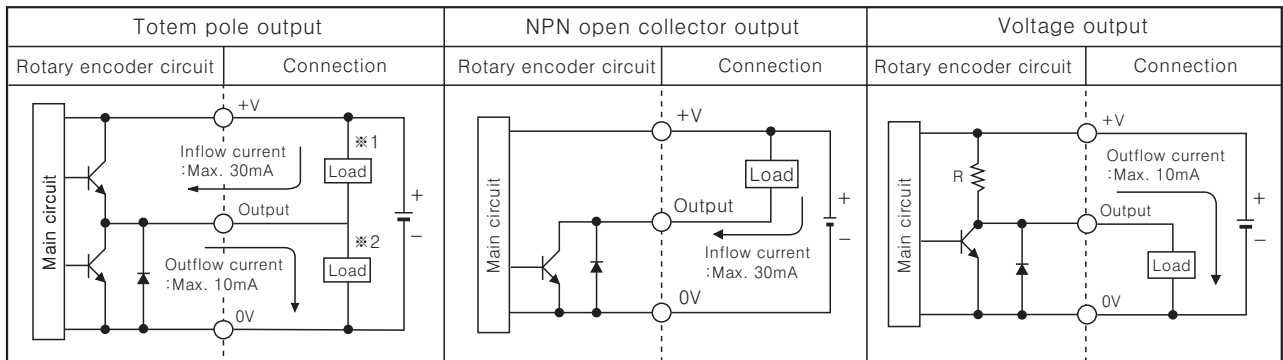 Totem pole output
NPN open collector output
Voltage output
Rotary encoder circuit
Connection
Rotary encoder circuit
Connection
Rotary encoder circuit
Connection
Main circuit
+V
※1
Inflow current
:Max. 30mA
Load
+
−
Output
※2
Outflow current
:Max. 10mA
Load
0V
Main circuit
+V
Load
Output
+
−
Inflow current
:Max. 30mA
0V
Main circuit
+V
R
Outflow current
:Max. 10mA
Output
+
−
Load
0V